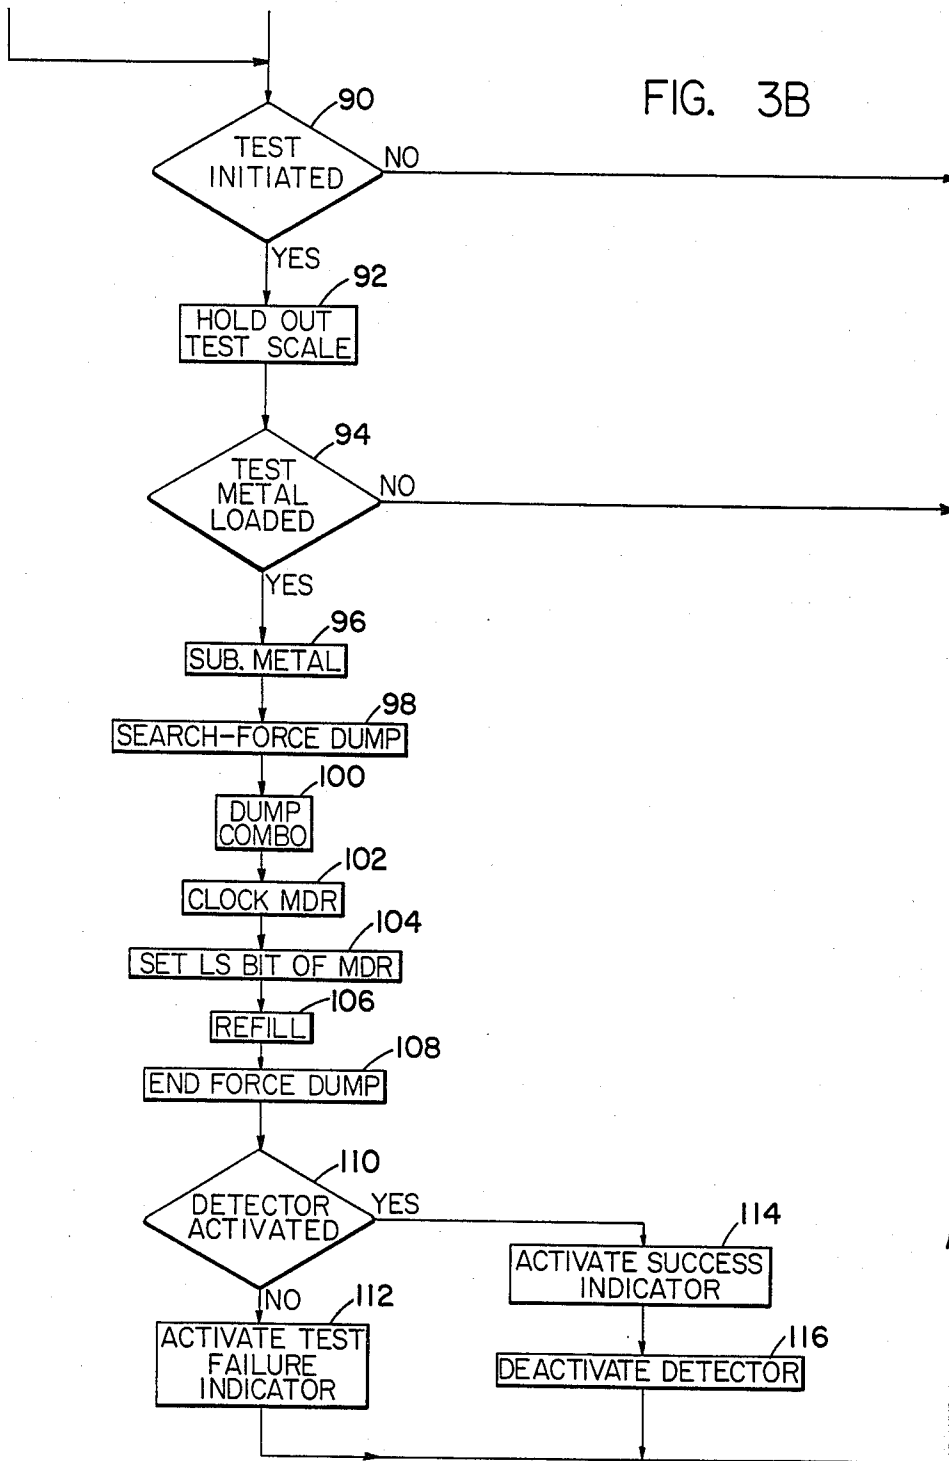 FIG. 3B
90
TEST
INITIATED
NO
YES
92
HOLD OUT
TEST SCALE
94
TEST
METAL
LOADED
NO
YES
96
SUB. METAL
98
SEARCH-FORCE DUMP
100
DUMP
COMBO
102
CLOCK MDR
104
SET LS BIT OF MDR
106
REFILL
108
END FORCE DUMP
110
DETECTOR
ACTIVATED
YES
NO
114
ACTIVATE SUCCESS
INDICATOR
112
ACTIVATE TEST
FAILURE
INDICATOR
116
DEACTIVATE DETECTOR